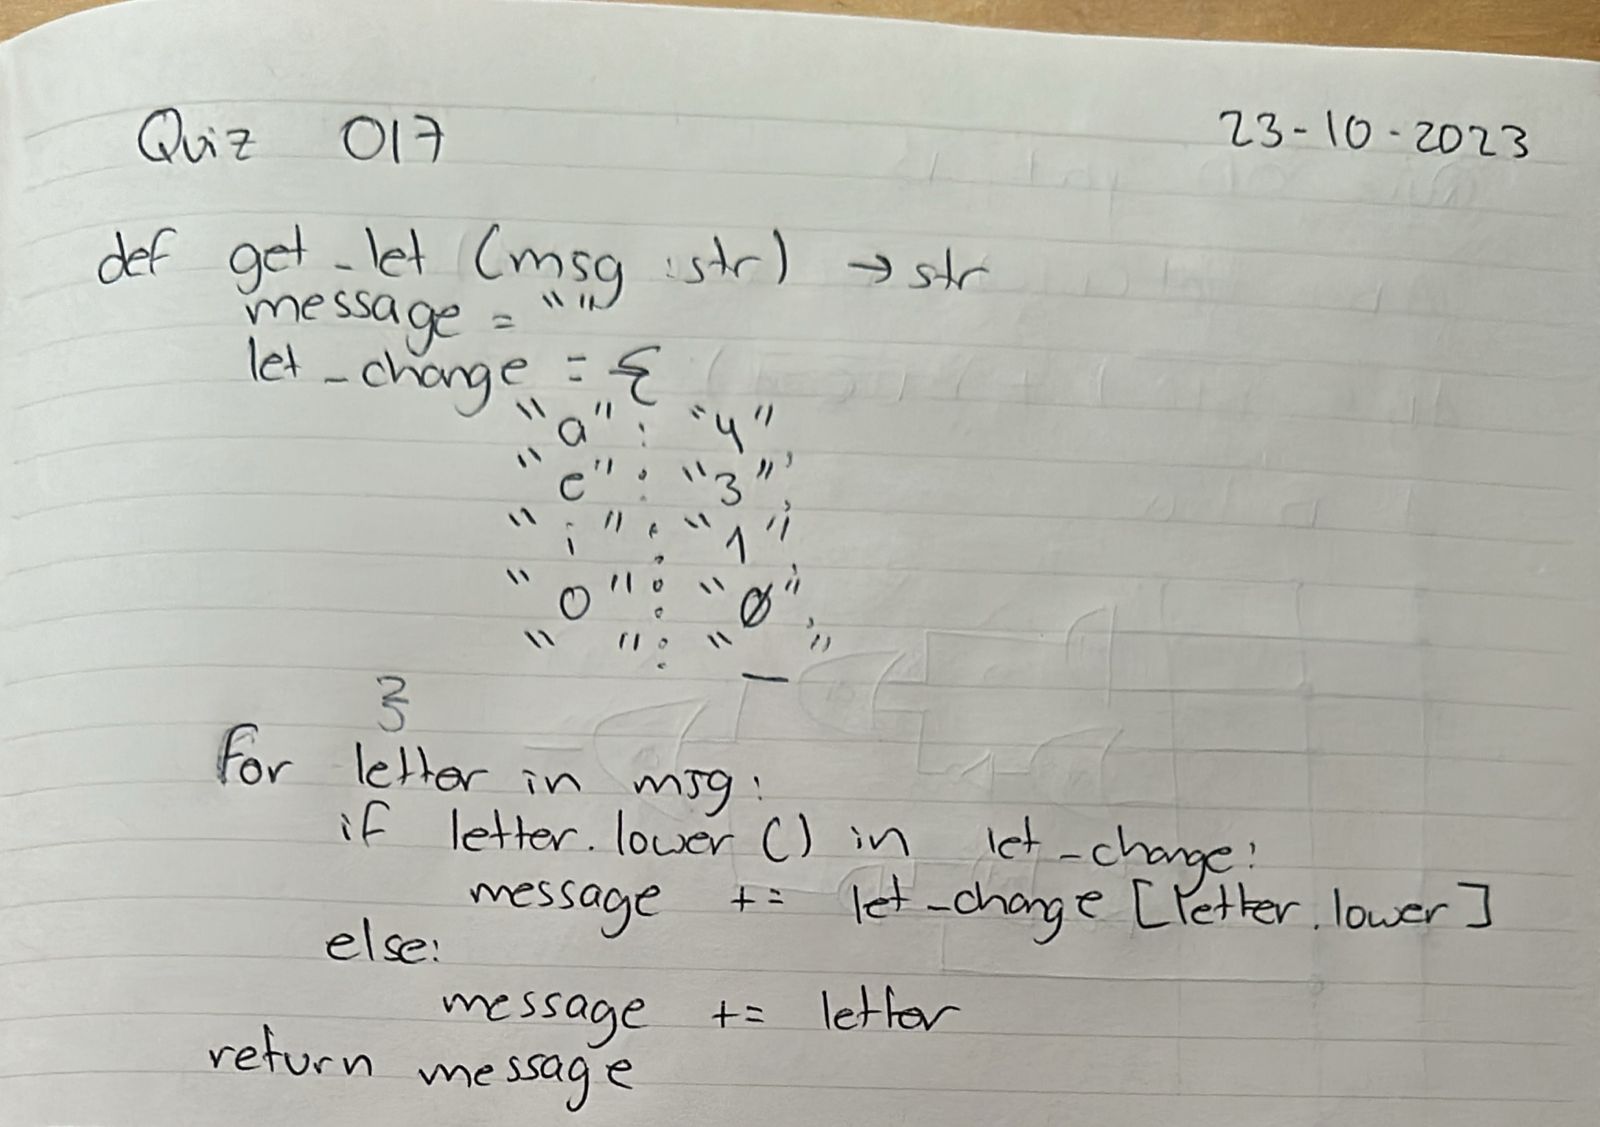 Quiz 017 23-10-2023
def get_let (msg :str) → str
message = ""
let_change = {
"a" : "4",
"e" : "3",
"i" : "1",
"o" : "0",
" " : "_"
}
for letter in msg:
if letter.lower() in let_change:
message += let_change [letter.lower]
else:
message += letter
return message